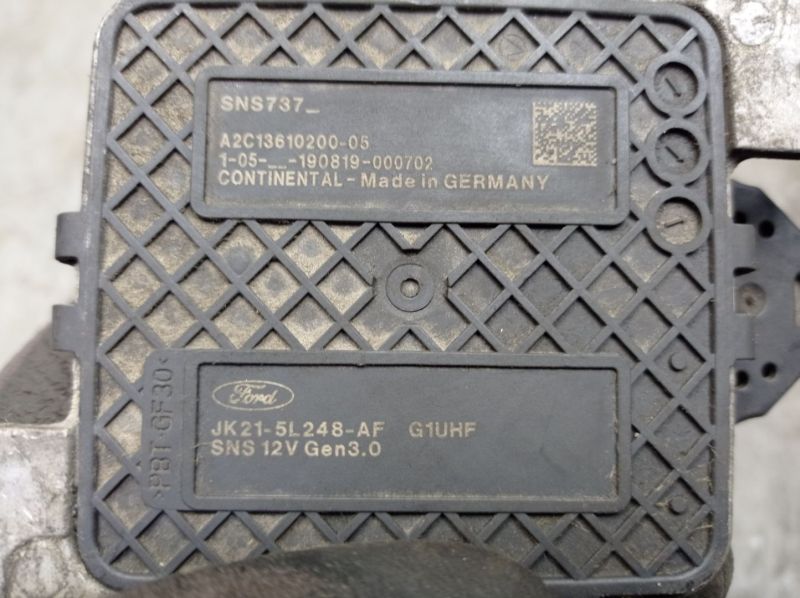 SNS737_
A2C13610200-05
1-05-__-190819-000702
CONTINENTAL - Made in GERMANY
Ford
JK21-5L248-AF G1UHF
SNS 12V Gen3.0
>PBT-GF30<